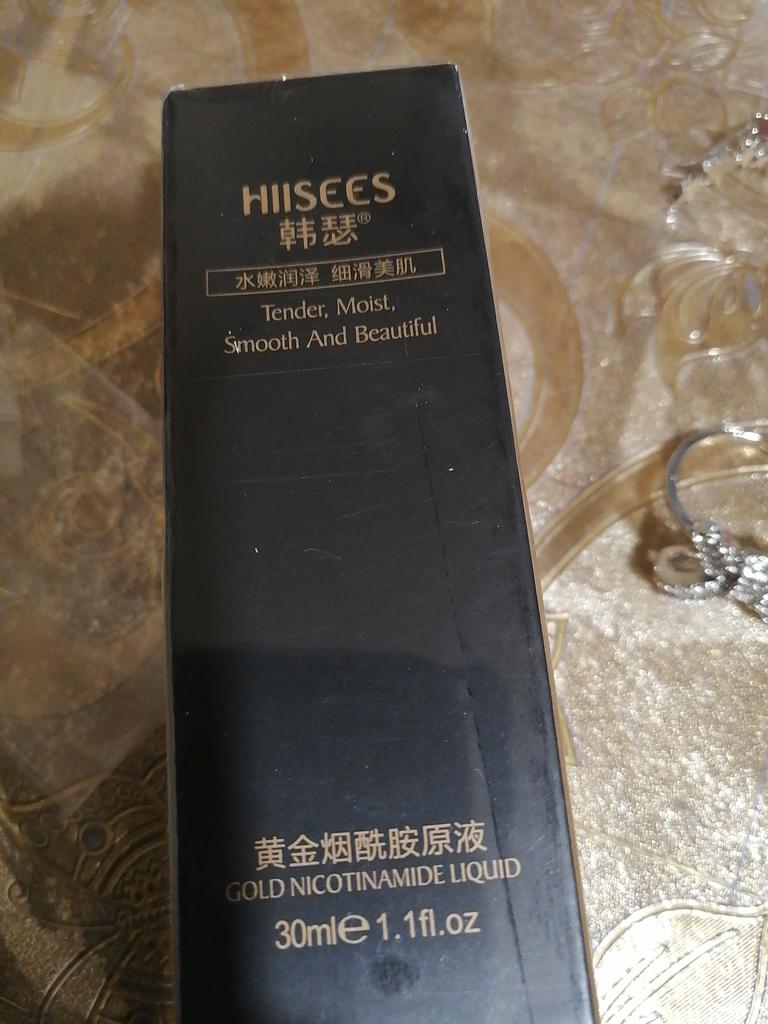 HIISEES
韩瑟®
水嫩润泽 细滑美肌
Tender, Moist,
Smooth And Beautiful
黄金烟酰胺原液
GOLD NICOTINAMIDE LIQUID
30ml℮ 1.1fl.oz